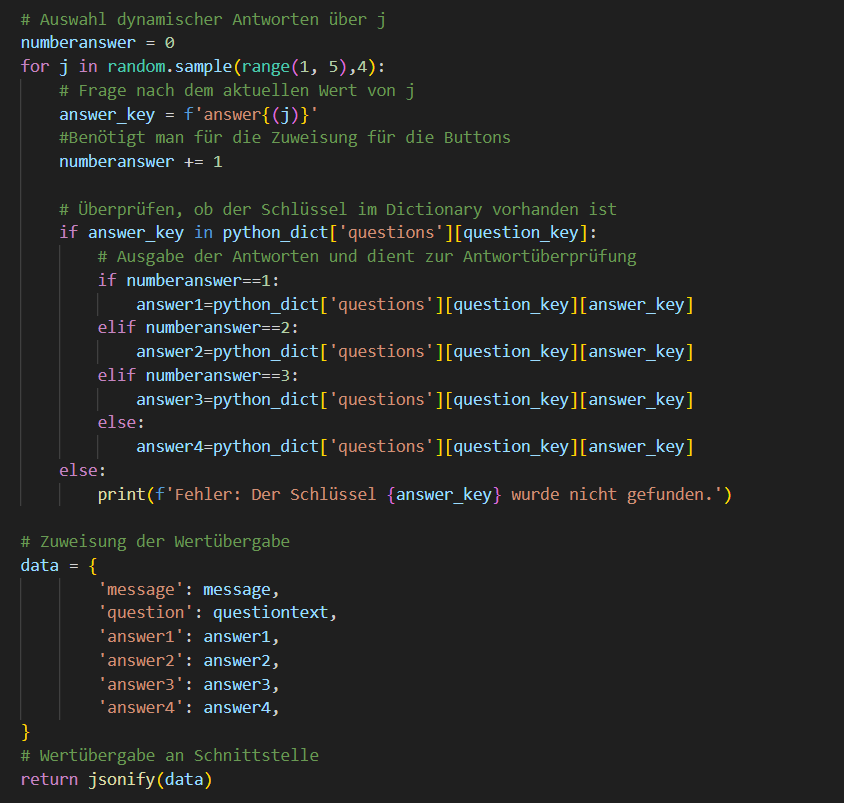 # Auswahl dynamischer Antworten über j
numberanswer = 0
for j in random.sample(range(1, 5),4):
    # Frage nach dem aktuellen Wert von j
    answer_key = f'answer{(j)}'
    #Benötigt man für die Zuweisung für die Buttons
    numberanswer += 1

    # Überprüfen, ob der Schlüssel im Dictionary vorhanden ist
    if answer_key in python_dict['questions'][question_key]:
        # Ausgabe der Antworten und dient zur Antwortüberprüfung
        if numberanswer==1:
            answer1=python_dict['questions'][question_key][answer_key]
        elif numberanswer==2:
            answer2=python_dict['questions'][question_key][answer_key]
        elif numberanswer==3:
            answer3=python_dict['questions'][question_key][answer_key]
        else:
            answer4=python_dict['questions'][question_key][answer_key]
    else:
        print(f'Fehler: Der Schlüssel {answer_key} wurde nicht gefunden.')

# Zuweisung der Wertübergabe
data = {
        'message': message,
        'question': questiontext,
        'answer1': answer1,
        'answer2': answer2,
        'answer3': answer3,
        'answer4': answer4,
}
# Wertübergabe an Schnittstelle
return jsonify(data)